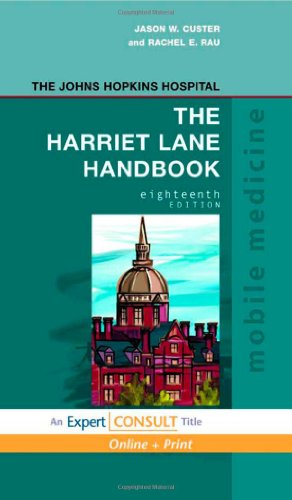 JASON W. CUSTER
and RACHEL E. RAU
THE JOHNS HOPKINS HOSPITAL
THE
HARRIET LANE
HANDBOOK
eighteenth
EDITION
mobile medicine
An Expert CONSULT Title
Online + Print